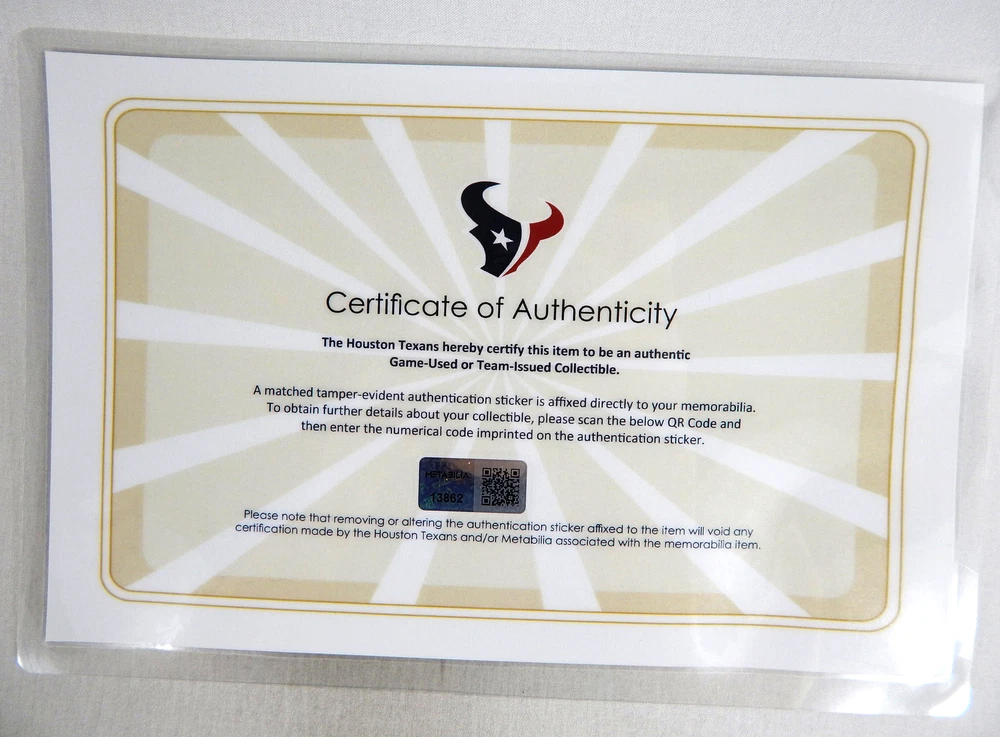 Certificate of Authenticity
The Houston Texans hereby certify this item to be an authentic
Game-Used or Team-Issued Collectible.
A matched tamper-evident authentication sticker is affixed directly to your memorabilia.
To obtain further details about your collectible, please scan the below QR Code and
then enter the numerical code imprinted on the authentication sticker.
METABILIA
13862
Please note that removing or altering the authentication sticker affixed to the item will void any
certification made by the Houston Texans and/or Metabilia associated with the memorabilia item.